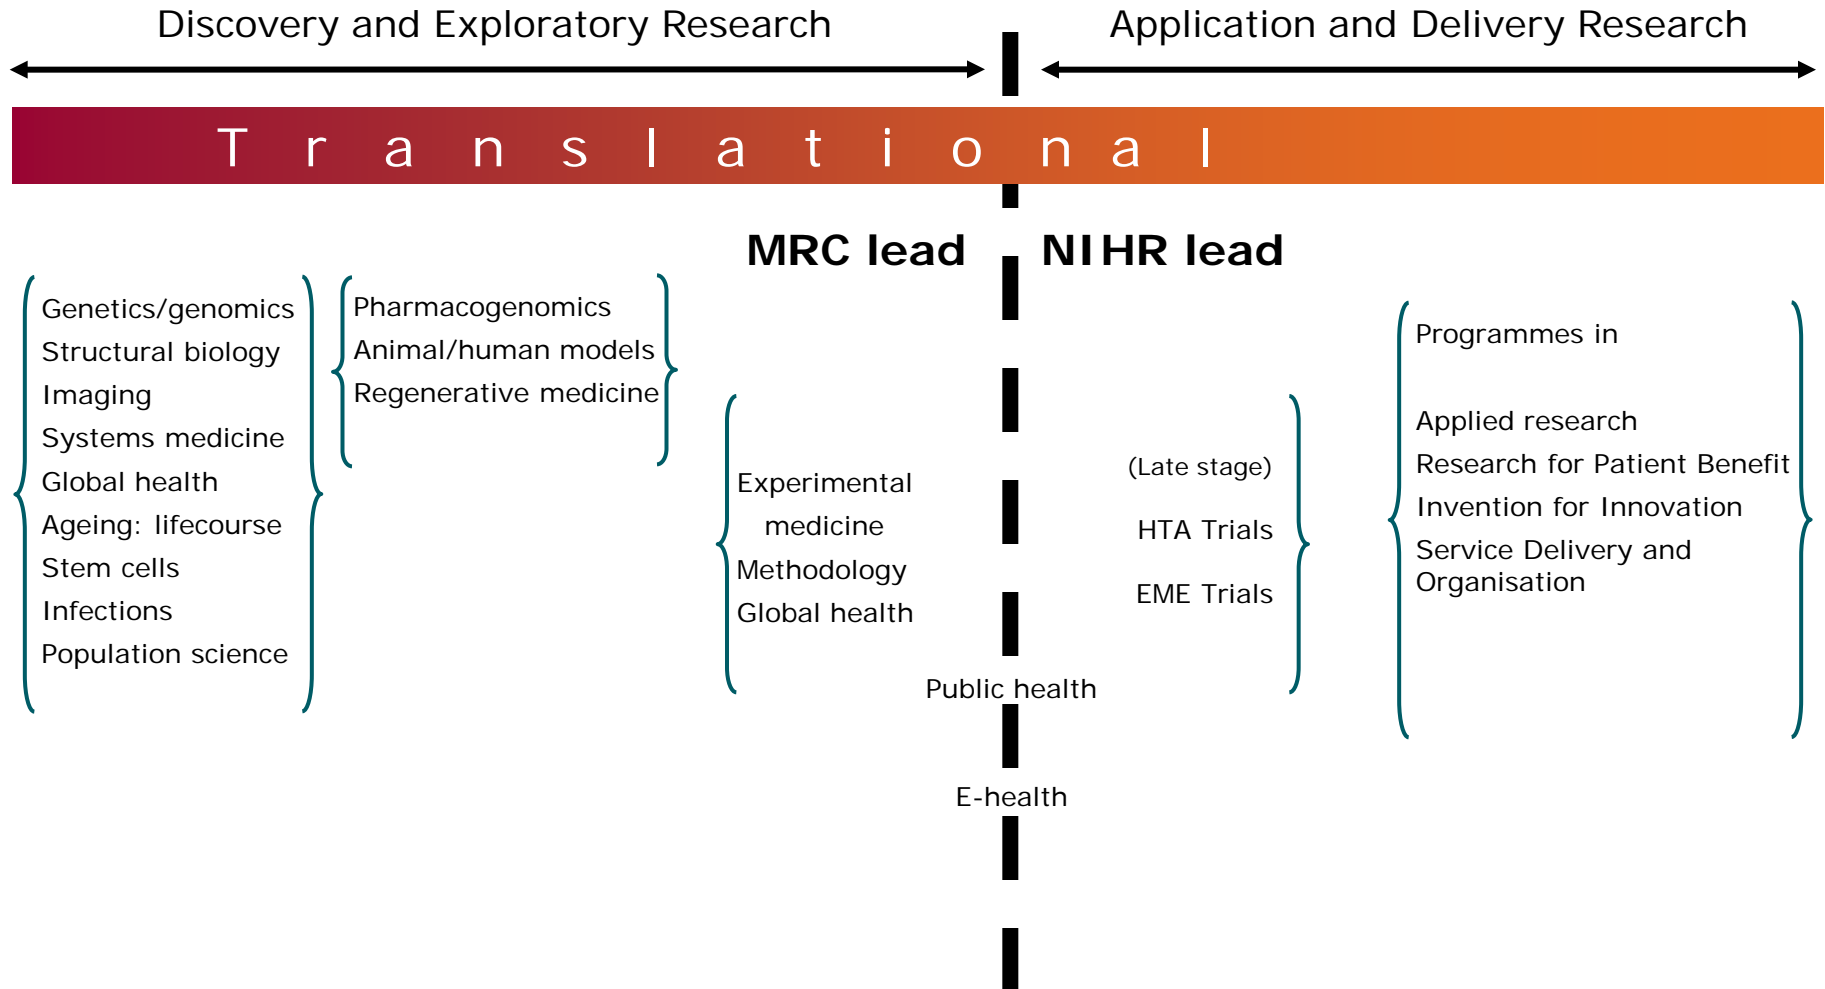 Discovery and Exploratory Research
Application and Delivery Research
Translational
MRC lead
NIHR lead
Genetics/genomics
Structural biology
Imaging
Systems medicine
Global health
Ageing: lifecourse
Stem cells
Infections
Population science
Pharmacogenomics
Animal/human models
Regenerative medicine
Experimental
medicine
Methodology
Global health
Public health
E-health
(Late stage)
HTA Trials
EME Trials
Programmes in
Applied research
Research for Patient Benefit
Invention for Innovation
Service Delivery and
Organisation